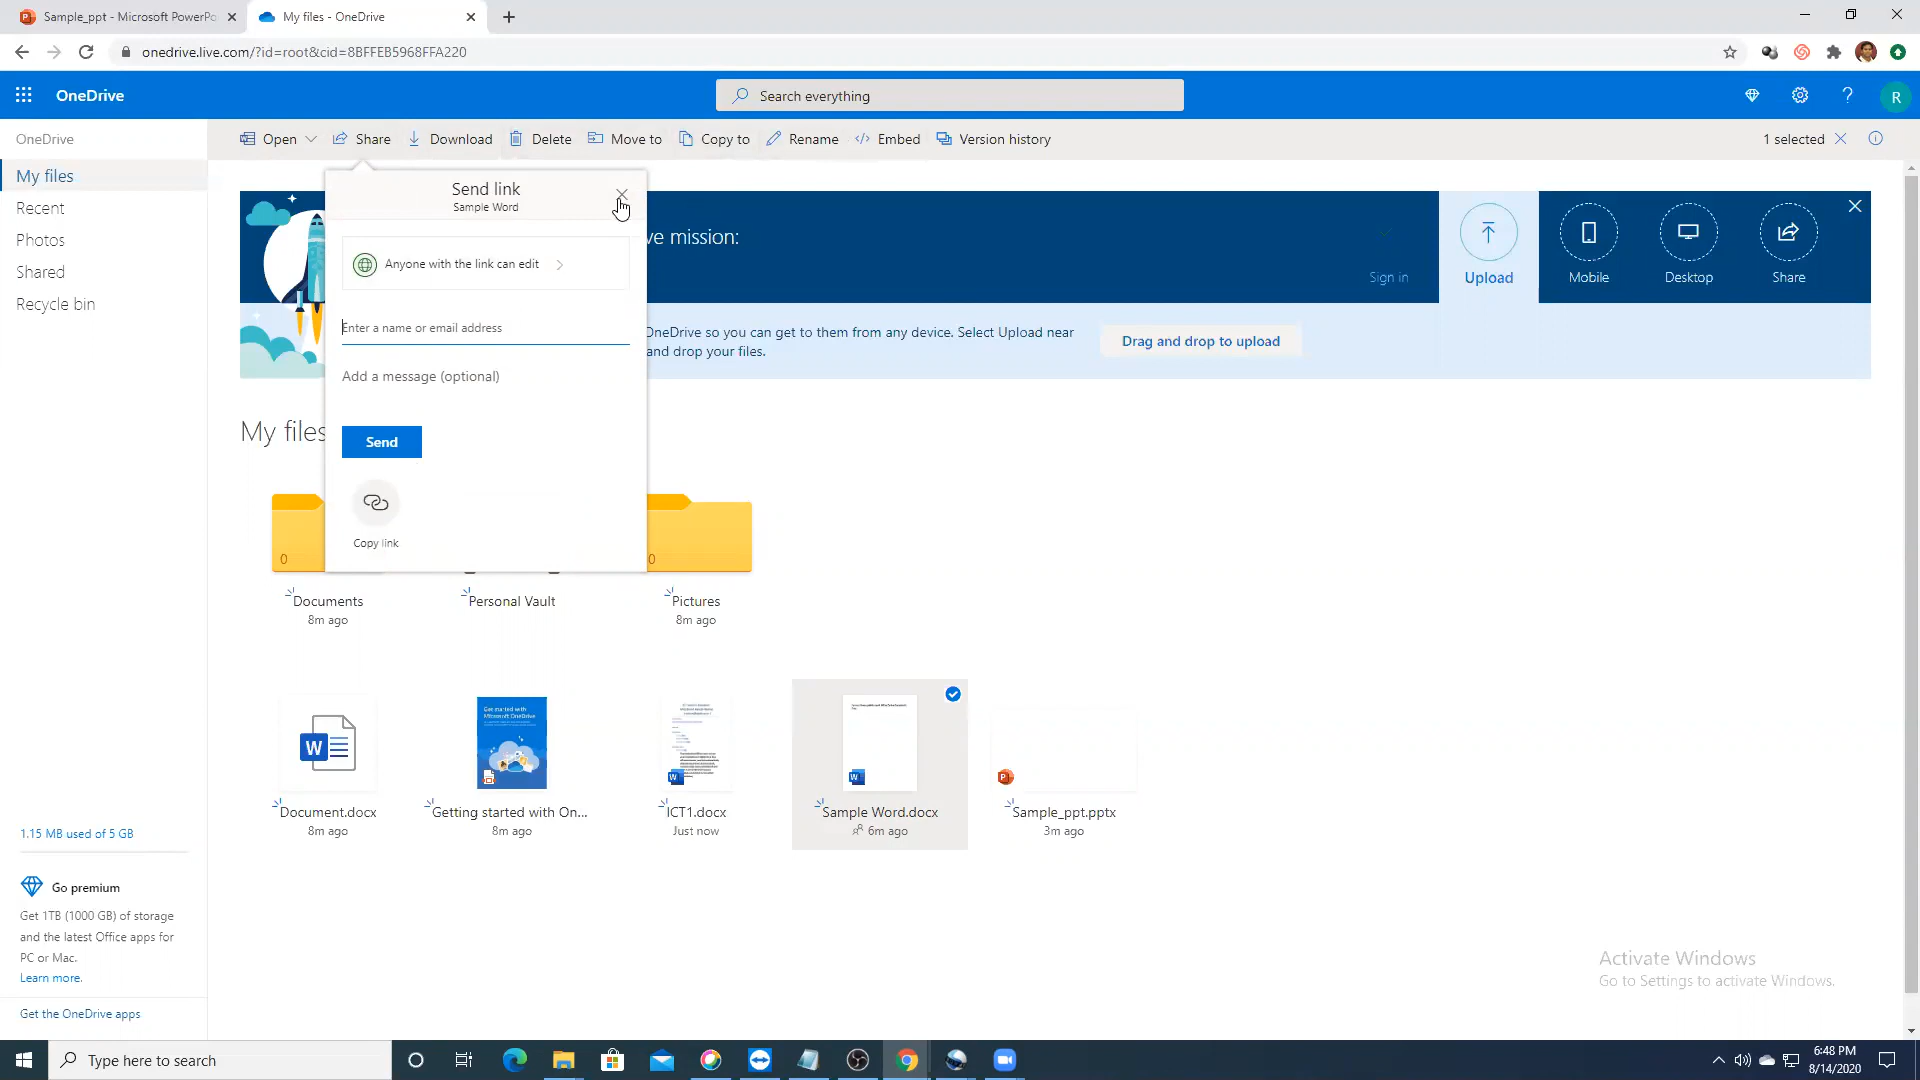 Sample_ppt - Microsoft PowerPo
My files - OneDrive
onedrive.live.com/?id=root&cid=8BFFEB5968FFA220
OneDrive
Search everything
R
OneDrive
Open
Share
Download
Delete
Move to
Copy to
Rename
Embed
Version history
1 selected
My files
Recent
Photos
Shared
Recycle bin
Send link
Sample Word
Anyone with the link can edit
Enter a name or email address
Add a message (optional)
Send
Copy link
ve mission:
Sign in
Upload
Mobile
Desktop
Share
OneDrive so you can get to them from any device. Select Upload near
and drop your files.
Drag and drop to upload
My files
0
0
Documents
8m ago
Personal Vault
Pictures
8m ago
Get started with
Microsoft OneDrive
Document.docx
8m ago
Getting started with On...
8m ago
ICT1.docx
Just now
Sample Word.docx
6m ago
Sample_ppt.pptx
3m ago
1.15 MB used of 5 GB
Go premium
Get 1TB (1000 GB) of storage
and the latest Office apps for
PC or Mac.
Learn more.
Get the OneDrive apps
Activate Windows
Go to Settings to activate Windows.
Type here to search
6:48 PM
8/14/2020